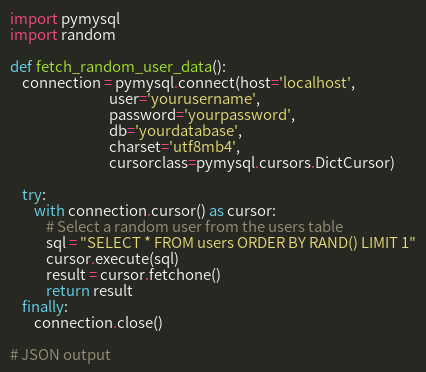 import pymysql
import random

def fetch_random_user_data():
    connection = pymysql.connect(host='localhost',
                                 user='yourusername',
                                 password='yourpassword',
                                 db='yourdatabase',
                                 charset='utf8mb4',
                                 cursorclass=pymysql.cursors.DictCursor)

    try:
        with connection.cursor() as cursor:
            # Select a random user from the users table
            sql = "SELECT * FROM users ORDER BY RAND() LIMIT 1"
            cursor.execute(sql)
            result = cursor.fetchone()
            return result
    finally:
        connection.close()

# JSON output